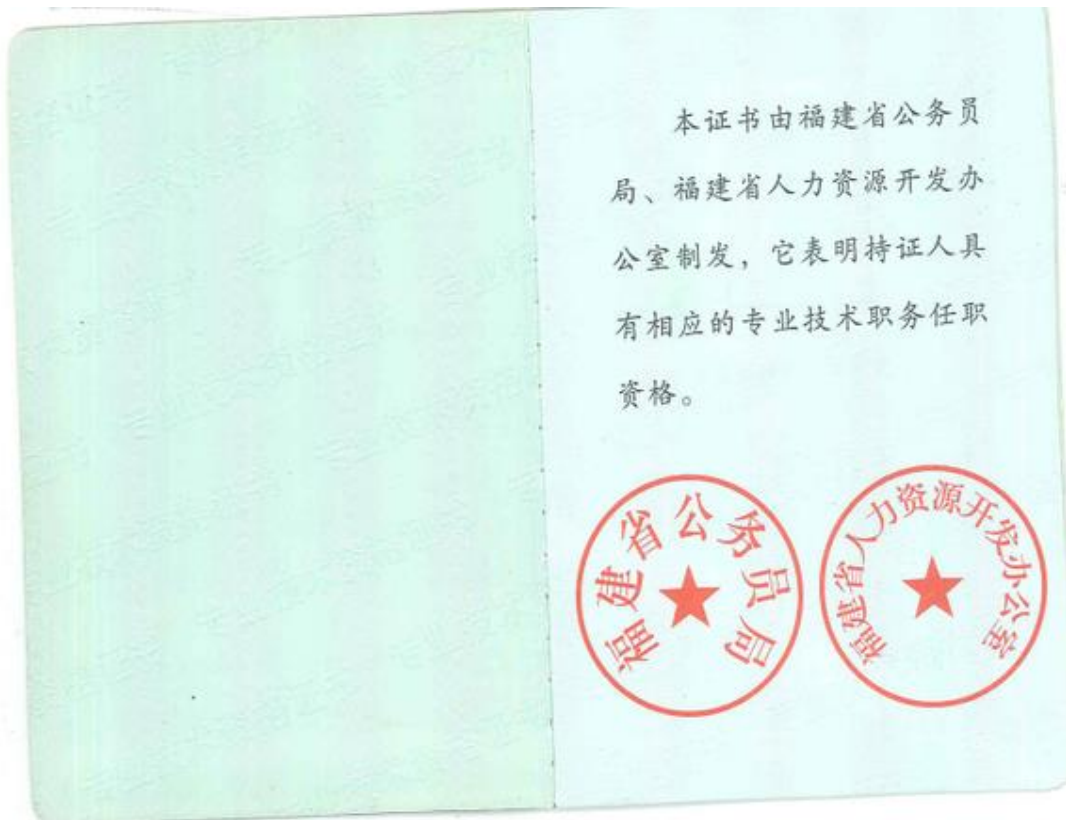 本证书由福建省公务员
局、福建省人力资源开发办
公室制发，它表明持证人具
有相应的专业技术职务任职
资格。
福建省公务员局
福建省人力资源开发办公室